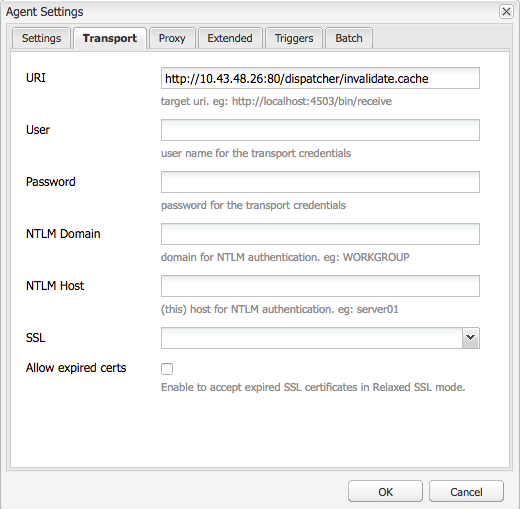 Agent Settings
Settings Transport Proxy Extended Triggers Batch
URI http://10.43.48.26:80/dispatcher/invalidate.cache
target uri. eg: http://localhost:4503/bin/receive
User
user name for the transport credentials
Password
password for the transport credentials
NTLM Domain
domain for NTLM authentication. eg: WORKGROUP
NTLM Host
(this) host for NTLM authentication. eg: server01
SSL
Allow expired certs
Enable to accept expired SSL certificates in Relaxed SSL mode.
OK Cancel